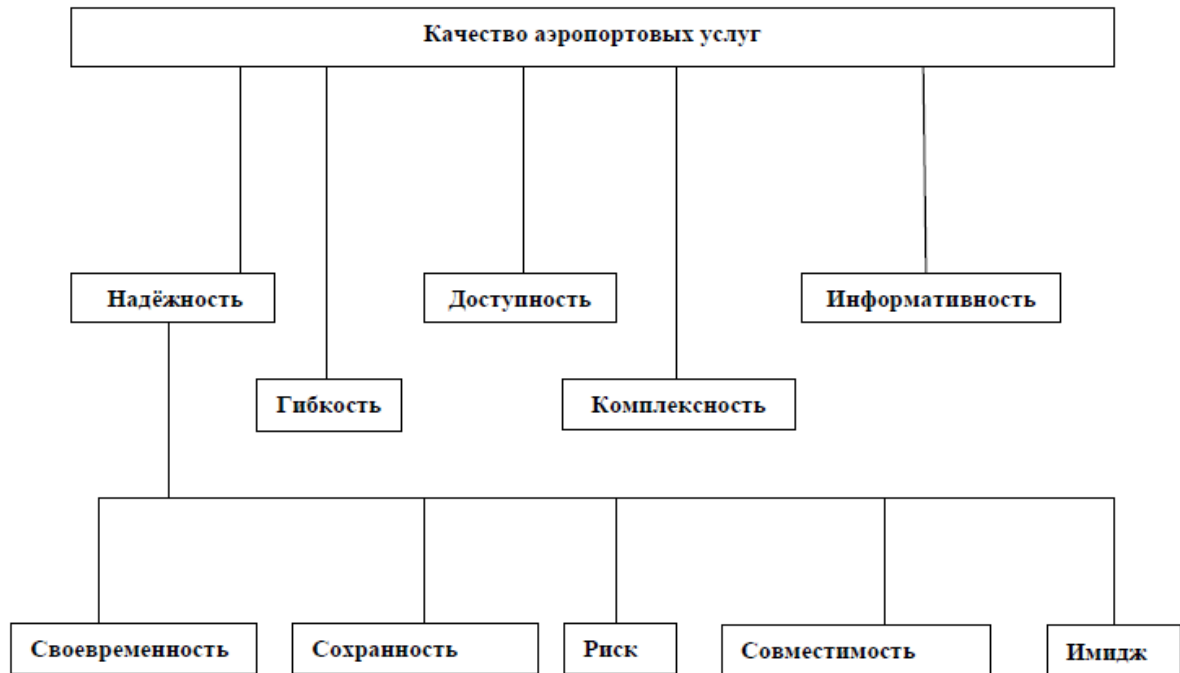 Качество аэропортовых услуг
Надёжность
Доступность
Информативность
Гибкость
Комплексность
Своевременность
Сохранность
Риск
Совместимость
Имидж